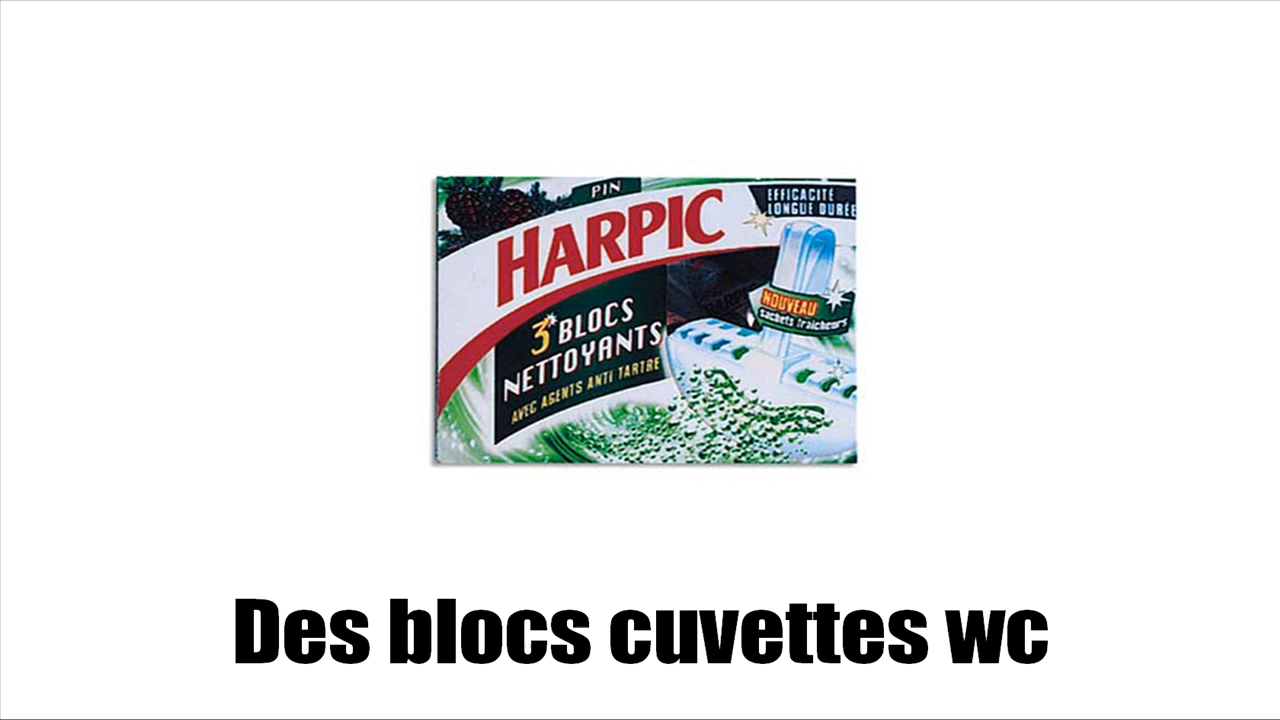 PIN
HARPIC
EFFICACITÉ
LONGUE DURÉE
NOUVEAU
sachets fraîcheurs
3 BLOCS
NETTOYANTS
AVEC AGENTS ANTI TARTRE
Des blocs cuvettes wc